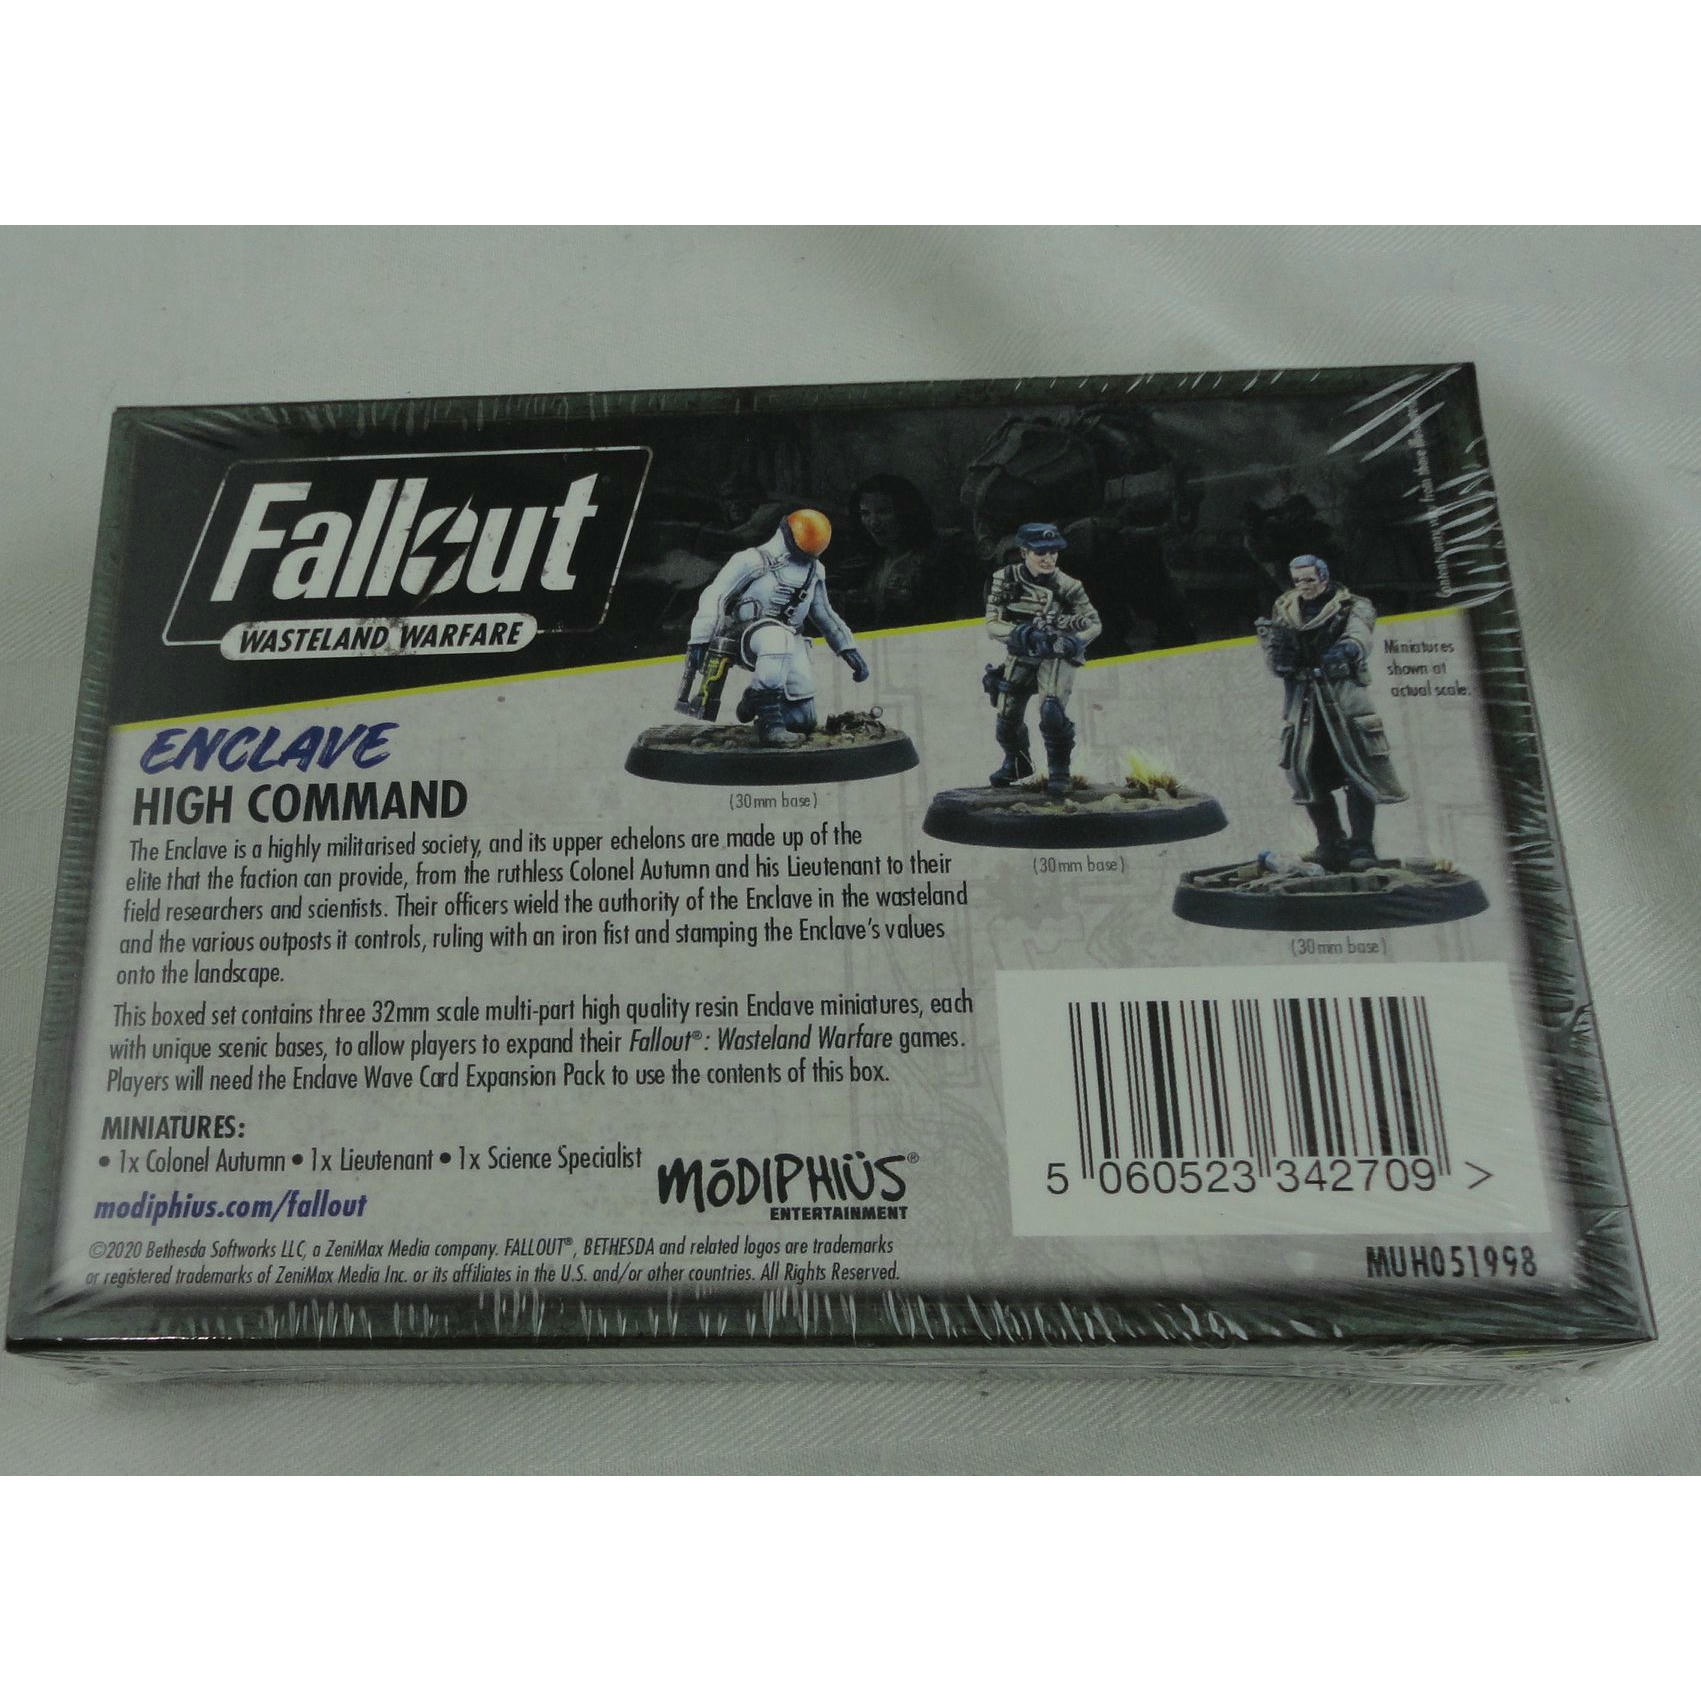 Fallout
WASTELAND WARFARE
Miniatures
shown at
actual scale.
(30mm base)
(30mm base)
(30mm base)
ENCLAVE
HIGH COMMAND
The Enclave is a highly militarised society, and its upper echelons are made up of the
elite that the faction can provide, from the ruthless Colonel Autumn and his Lieutenant to their
field researchers and scientists. Their officers wield the authority of the Enclave in the wasteland
and the various outposts it controls, ruling with an iron fist and stamping the Enclave's values
onto the landscape.
This boxed set contains three 32mm scale multi-part high quality resin Enclave miniatures, each
with unique scenic bases, to allow players to expand their Fallout®: Wasteland Warfare games.
Players will need the Enclave Wave Card Expansion Pack to use the contents of this box.
MINIATURES:
• 1x Colonel Autumn • 1x Lieutenant • 1x Science Specialist
modiphius.com/fallout
MōDIPHIÜS®
ENTERTAINMENT
©2020 Bethesda Softworks LLC, a ZeniMax Media company. FALLOUT®, BETHESDA and related logos are trademarks
or registered trademarks of ZeniMax Media Inc. or its affiliates in the U.S. and/or other countries. All Rights Reserved.
5 060523 342709 >
MUH051998